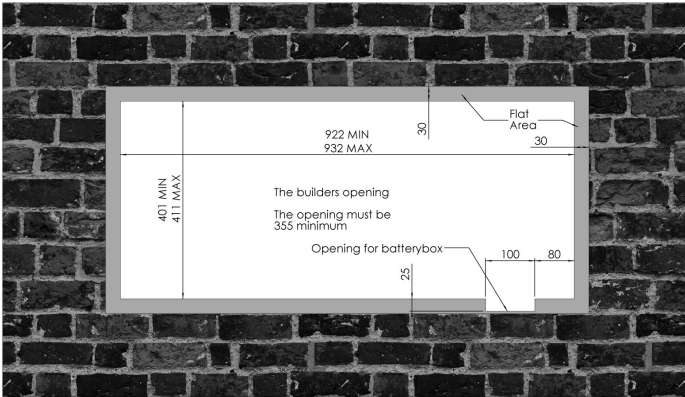 Flat
Area
30
30
922 MIN
932 MAX
401 MIN
411 MAX
The builders opening
The opening must be
355 minimum
Opening for batterybox
100
80
25